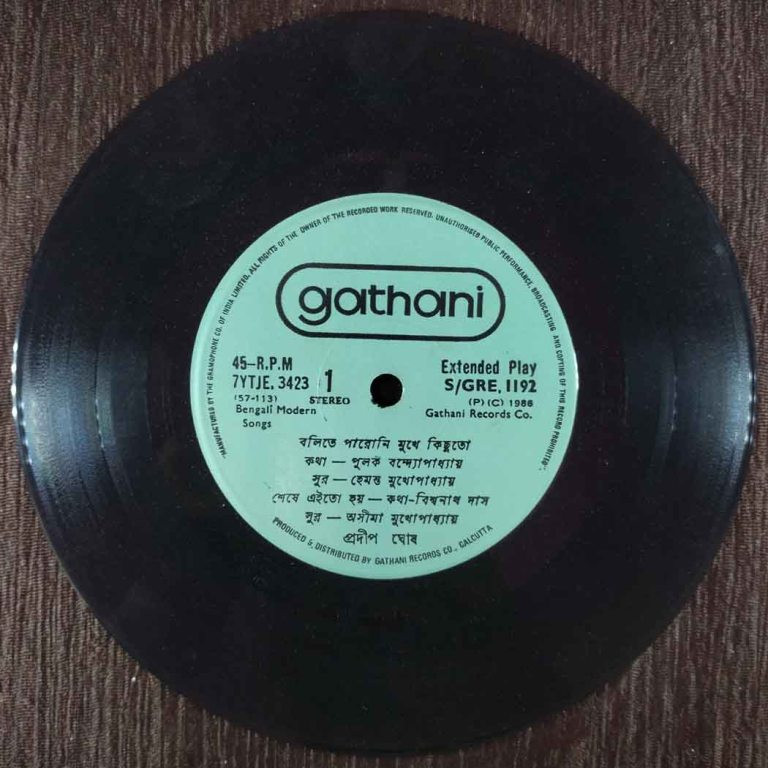 "MANUFACTURED BY THE GRAMOPHONE CO. OF INDIA LIMITED. ALL RIGHTS OF THE OWNER OF THE RECORDED WORK RESERVED. UNAUTHORISED PUBLIC PERFORMANCE, BROADCASTING AND COPYING OF THIS RECORD PROHIBITED"
gathani
45-R.P.M
Extended Play
7YTJE. 3423
1
S/GRE. 1192
(57-113)
STEREO
(P) (C) 1986
Bengali Modern
Gathani Records Co.
Songs
বলিতে পারোনি মুখে কিছুতো
কথা — পুলক বন্দ্যোপাধ্যায়
সুর — হেমন্ত মুখোপাধ্যায়
শেষে এইতো হয় — কথা-বিশ্বনাথ দাস
সুর — অসীমা মুখোপাধ্যায়
প্রদীপ ঘোষ
PRODUCED & DISTRIBUTED BY GATHANI RECORDS CO., CALCUTTA